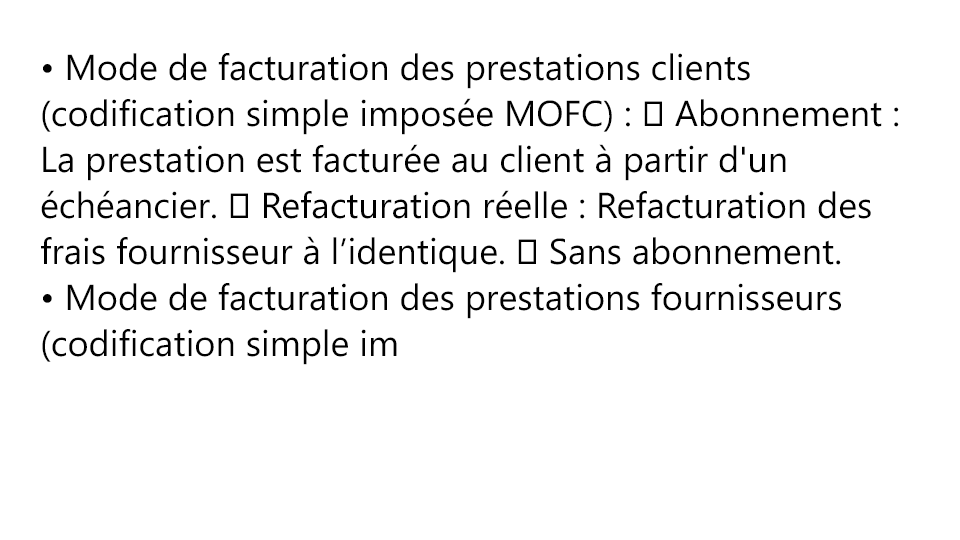 • Mode de facturation des prestations clients
(codification simple imposée MOFC) : ▯ Abonnement :
La prestation est facturée au client à partir d'un
échéancier. ▯ Refacturation réelle : Refacturation des
frais fournisseur à l’identique. ▯ Sans abonnement.
• Mode de facturation des prestations fournisseurs
(codification simple im